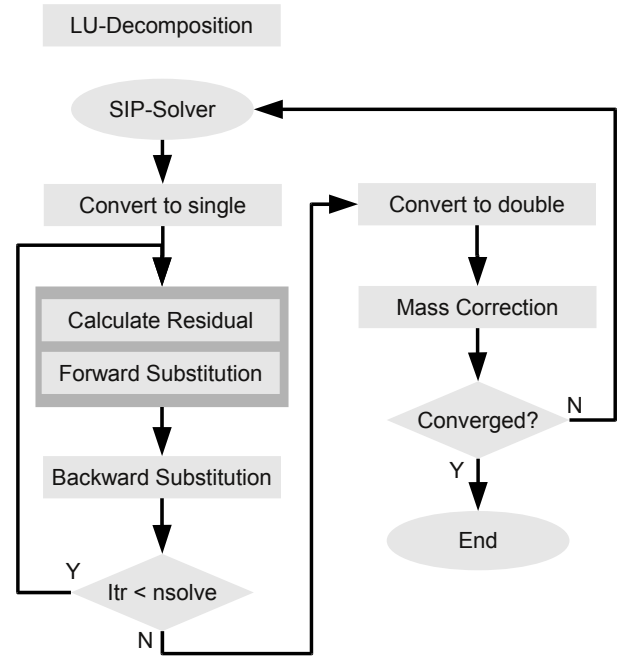 LU-Decomposition
SIP-Solver
Convert to single
Calculate Residual
Forward Substitution
Backward Substitution
Y
Itr < nsolve
N
Convert to double
Mass Correction
Converged?
N
Y
End